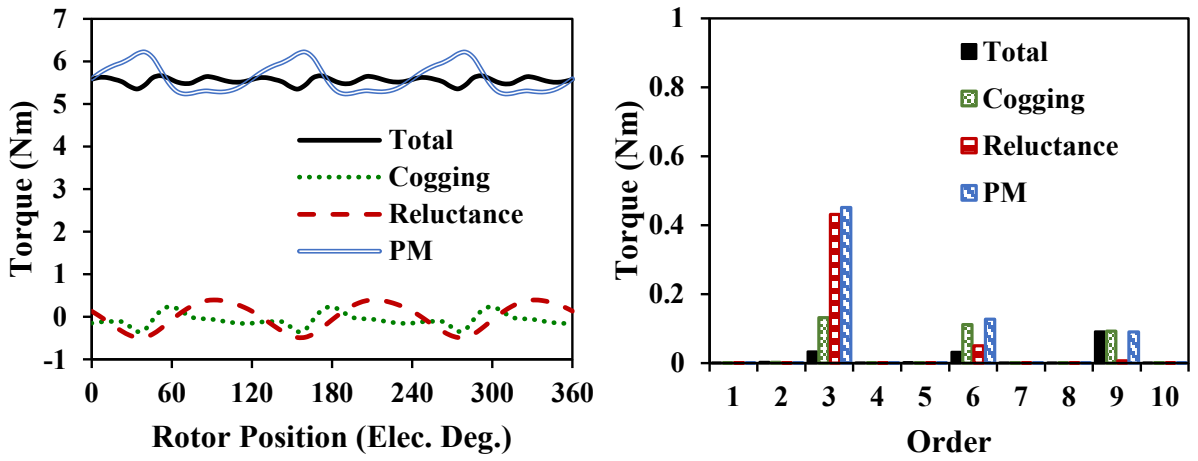 Torque (Nm)
7
6
5
4
3
2
1
0
-1
Total
Cogging
Reluctance
PM
0 60 120 180 240 300 360
Rotor Position (Elec. Deg.)
Torque (Nm)
1
0.8
0.6
0.4
0.2
0
Total
Cogging
Reluctance
PM
1 2 3 4 5 6 7 8 9 10
Order